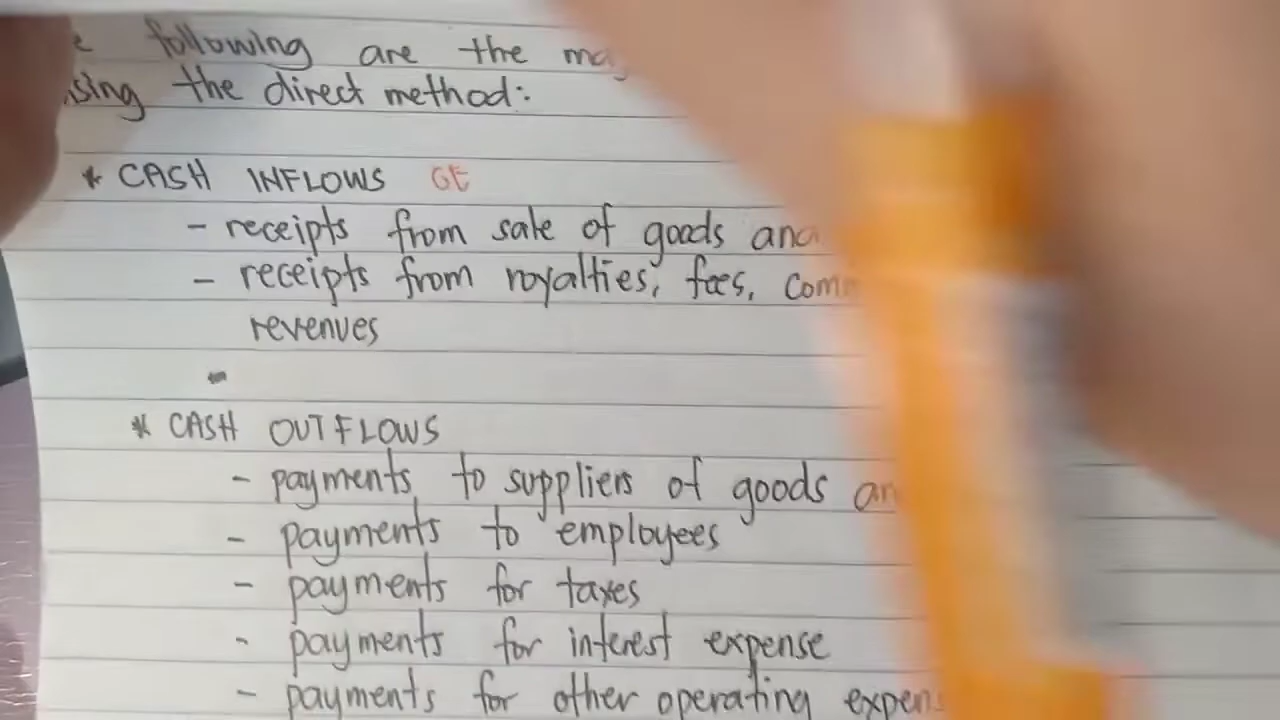 following are the
the direct method:
* CASH INFLOWS GE
- receipts from sale of goods and
- receipts from royalties, fees,
revenues
-
* CASH OUTFLOWS
- payments to suppliers of goods
- payments to employees
- payments for taxes
- payments for interest expense
- payments for other operating